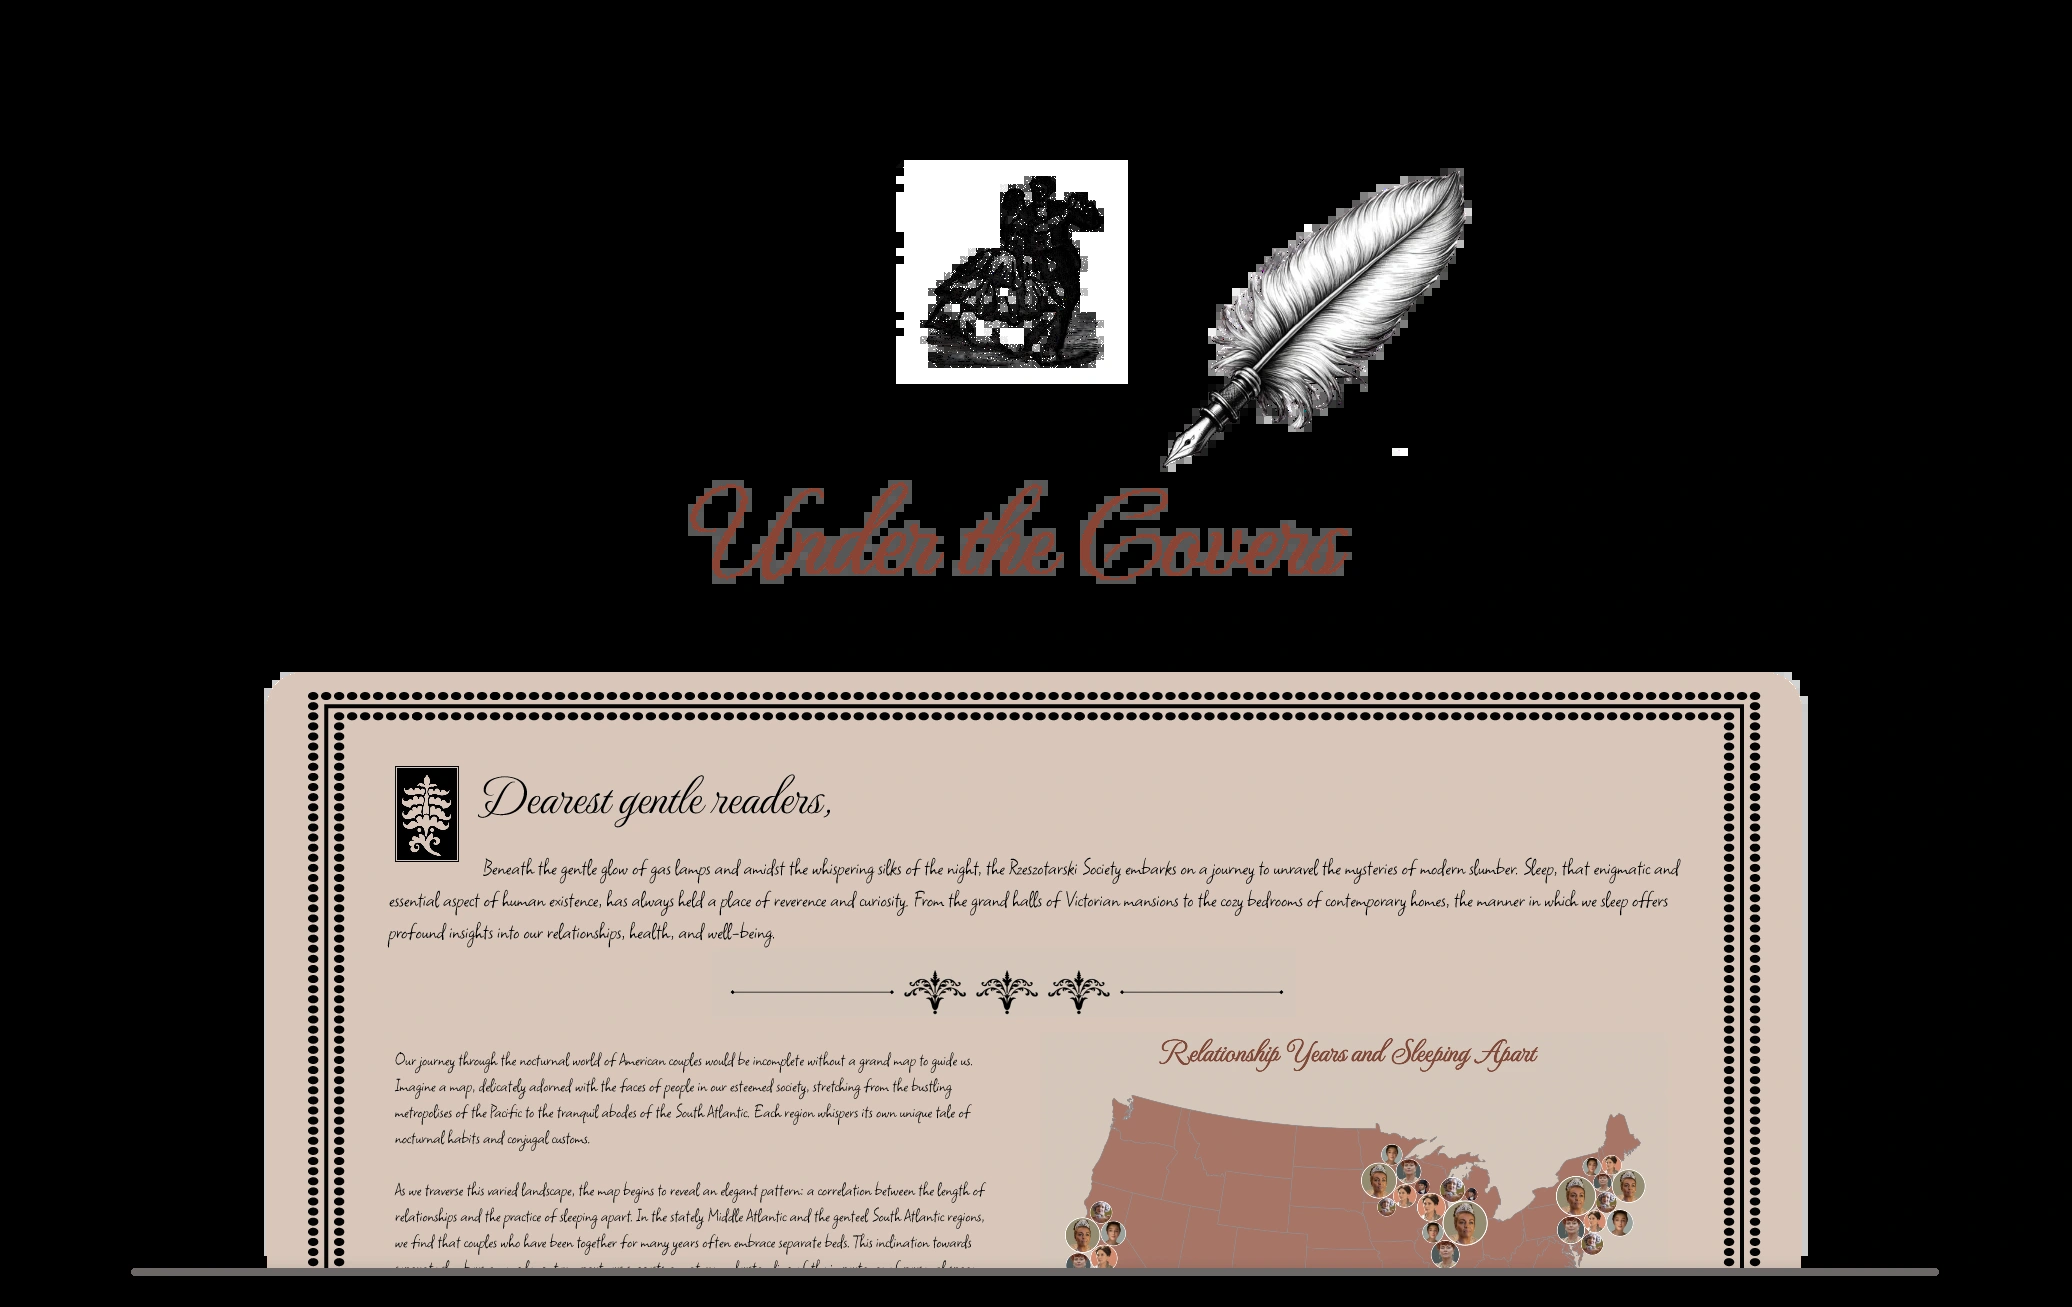 Under the Covers
Dearest gentle readers,
Beneath the gentle glow of gas lamps and amidst the whispering silks of the night, the Rzeszotarski Society embarks on a journey to unravel the mysteries of modern slumber. Sleep, that enigmatic and
essential aspect of human existence, has always held a place of reverence and curiosity. From the grand halls of Victorian mansions to the cozy bedrooms of contemporary homes, the manner in which we sleep offers
profound insights into our relationships, health, and well-being.
Our journey through the nocturnal world of American couples would be incomplete without a grand map to guide us.
Imagine a map, delicately adorned with the faces of people in our esteemed society, stretching from the bustling
metropolises of the Pacific to the tranquil abodes of the South Atlantic. Each region whispers its own unique tale of
nocturnal habits and conjugal customs.
As we traverse this varied landscape, the map begins to reveal an elegant pattern: a correlation between the length of
relationships and the practice of sleeping apart. In the stately Middle Atlantic and the genteel South Atlantic regions,
we find that couples who have been together for many years often embrace separate beds. This inclination towards
Relationship Years and Sleeping Apart